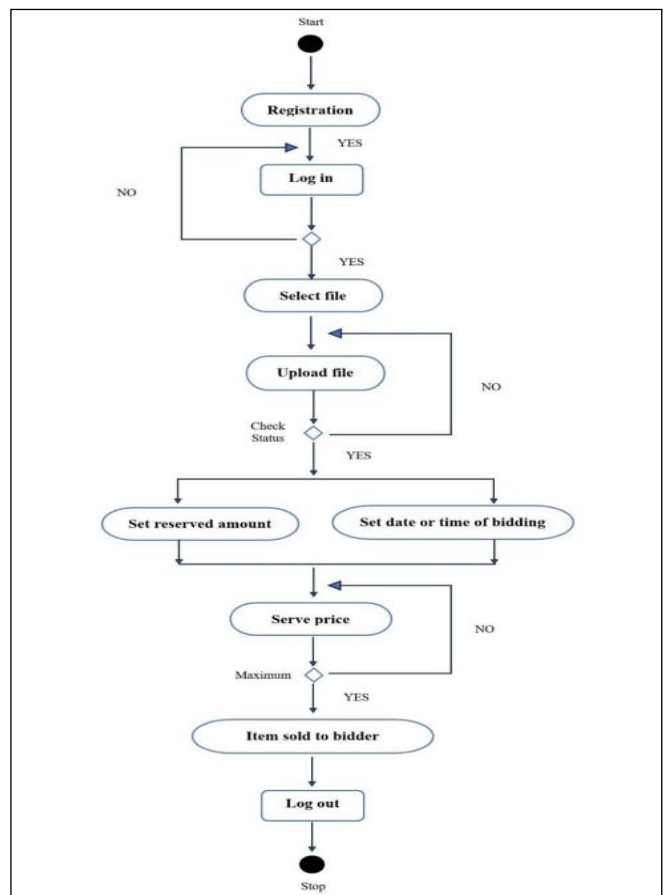 Start
Registration
YES
Log in
NO
YES
Select file
Upload file
NO
Check
Status
YES
Set reserved amount
Set date or time of bidding
Serve price
NO
Maximum
YES
Item sold to bidder
Log out
Stop